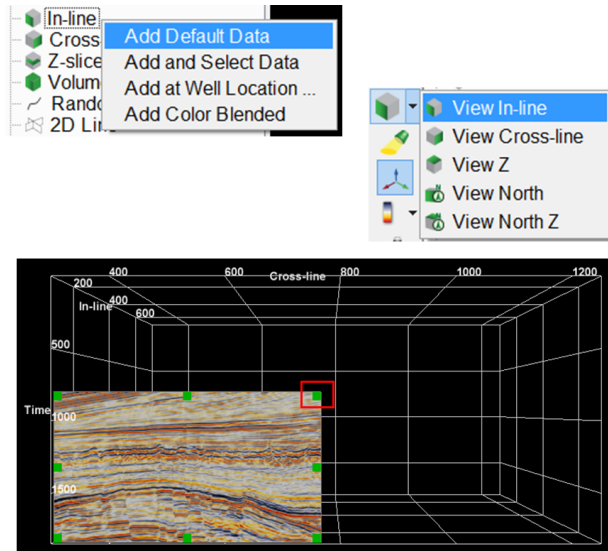 In-line
Cross
Z-slice
Volum
Rando
2D Line
Add Default Data
Add and Select Data
Add at Well Location ...
Add Color Blended
View In-line
View Cross-line
View Z
View North
View North Z
400
600
Cross-line
800
1000
1200
200
In-line
400
600
500
Time
1000
1500